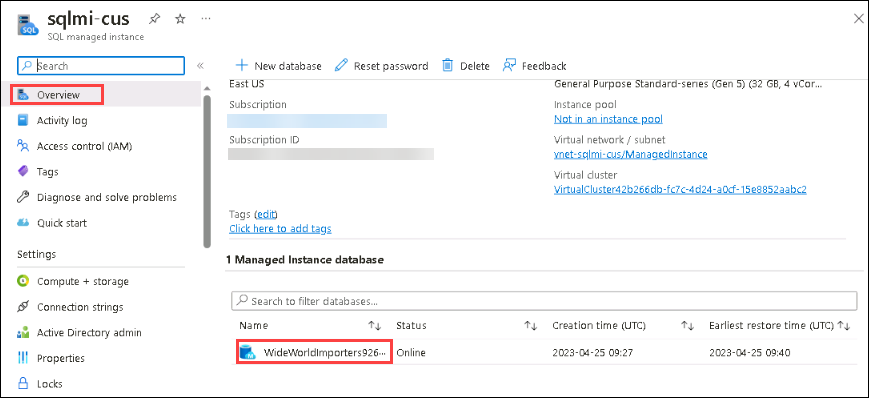 sqlmi-cus
SQL managed instance
Search
Overview
Activity log
Access control (IAM)
Tags
Diagnose and solve problems
Quick start
Settings
Compute + storage
Connection strings
Active Directory admin
Properties
Locks
New database Reset password Delete Feedback
East US General Purpose Standard-series (Gen 5) (32 GB, 4 vCor...
Subscription Instance pool
Not in an instance pool
Subscription ID Virtual network / subnet
vnet-sqlmi-cus/ManagedInstance
Virtual cluster
VirtualCluster42b266db-fc7c-4d24-a0cf-15e8852aabc2
Tags (edit)
Click here to add tags
1 Managed Instance database
Search to filter databases...
Name Status Creation time (UTC) Earliest restore time (UTC)
WideWorldImporters926... Online 2023-04-25 09:27 2023-04-25 09:40